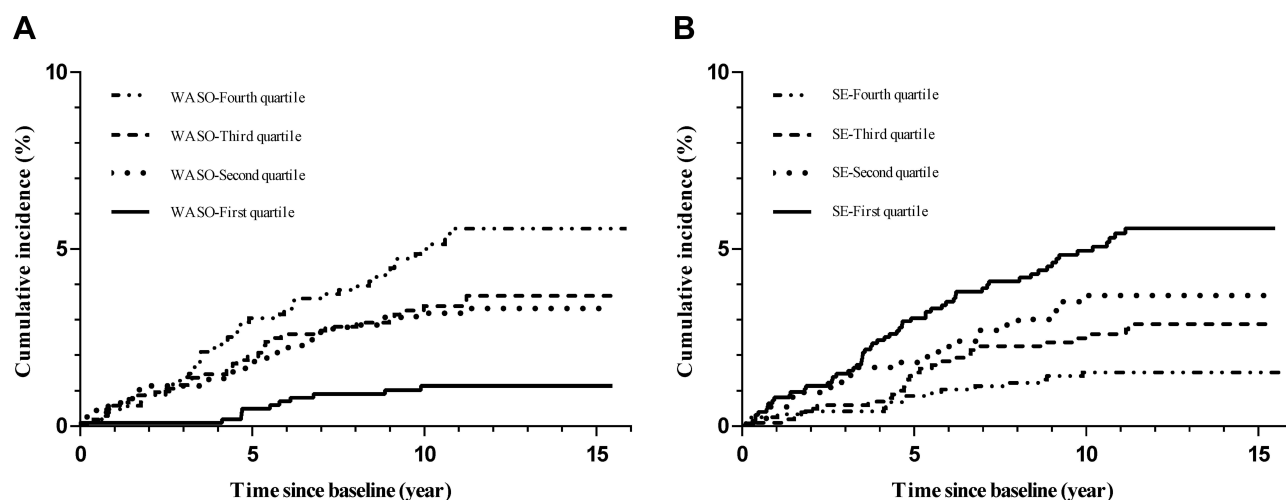 A
10
5
0
Cumulative incidence (%)
WASO-Fourth quartile
WASO-Third quartile
WASO-Second quartile
WASO-First quartile
0 5 10 15
Time since baseline (year)
B
10
5
0
Cumulative incidence (%)
SE-Fourth quartile
SE-Third quartile
SE-Second quartile
SE-First quartile
0 5 10 15
Time since baseline (year)